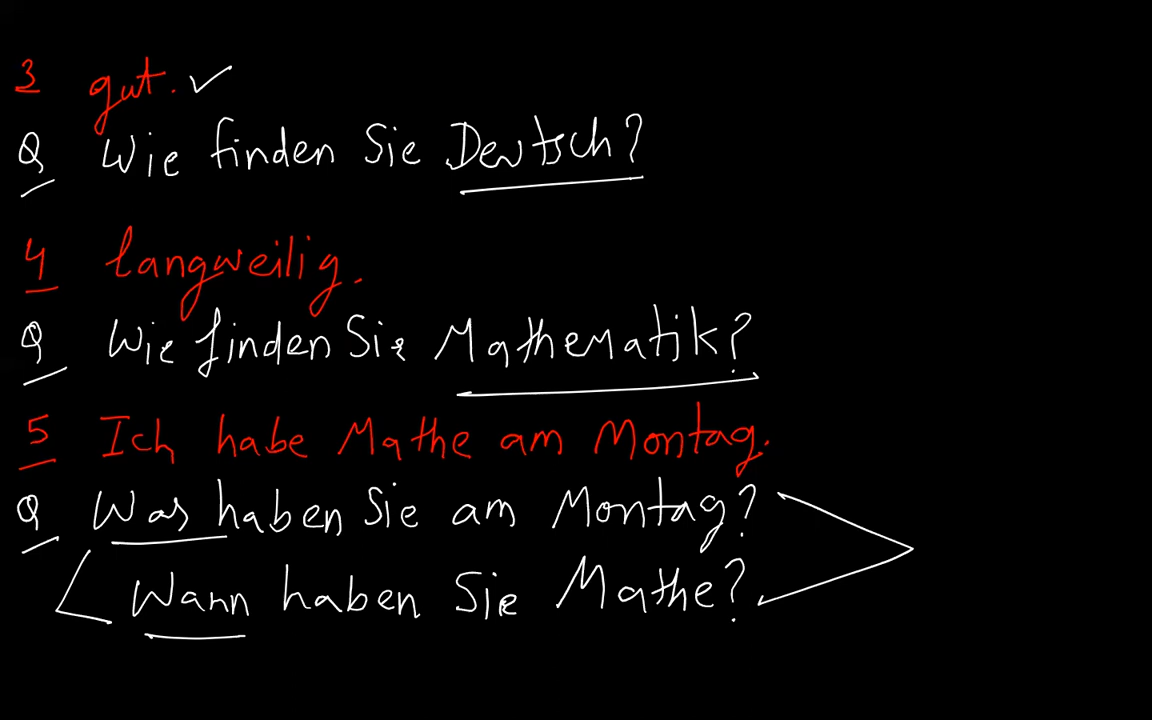 3 gut. ✓
Q Wie finden Sie Deutsch?
4 langweilig.
Q Wie finden Sie Mathematik?
5 Ich habe Mathe am Montag.
Q Was haben Sie am Montag?
Wann haben Sie Mathe?